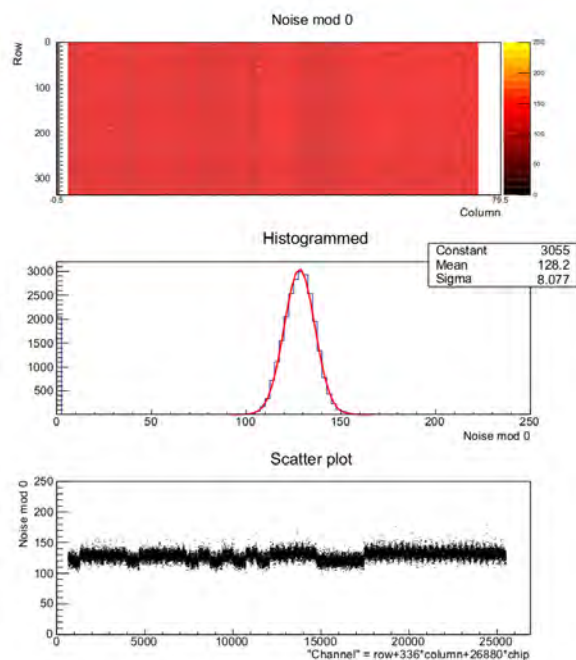 Noise mod 0
Row
0
100
200
300
-0.5
79.5
Column
250
200
150
100
50
0
Histogrammed
Constant 3055
Mean 128.2
Sigma 8.077
3000
2500
2000
1500
1000
500
0 50 100 150 200 250
Noise mod 0
Scatter plot
Noise mod 0
250
200
150
100
50
0
0 5000 10000 15000 20000 25000
"Channel" = row+336*column+26880*chip